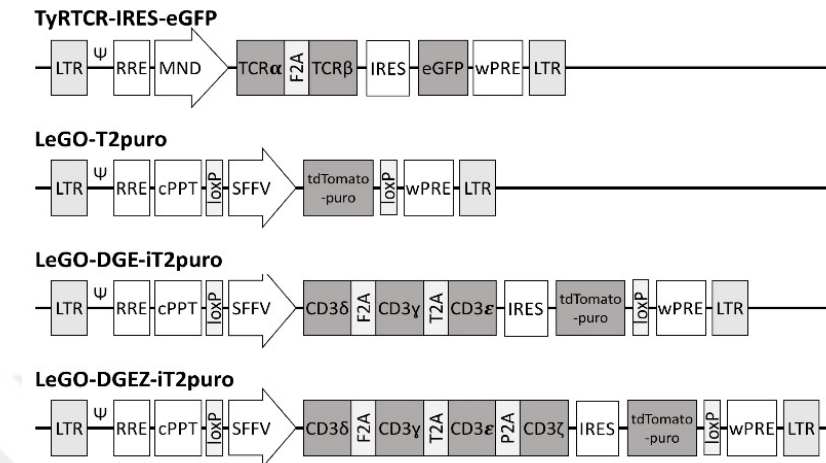 TyRTCR-IRES-eGFP
LTR Ψ RRE MND TCRα F2A TCRβ IRES eGFP wPRE LTR
LeGO-T2puro
LTR Ψ RRE cPPT loxP SFFV tdTomato-puro loxP wPRE LTR
LeGO-DGE-iT2puro
LTR Ψ RRE cPPT loxP SFFV CD3δ F2A CD3ɣ T2A CD3ε IRES tdTomato-puro loxP wPRE LTR
LeGO-DGEZ-iT2puro
LTR Ψ RRE cPPT loxP SFFV CD3δ F2A CD3ɣ T2A CD3ε P2A CD3ζ IRES tdTomato-puro loxP wPRE LTR